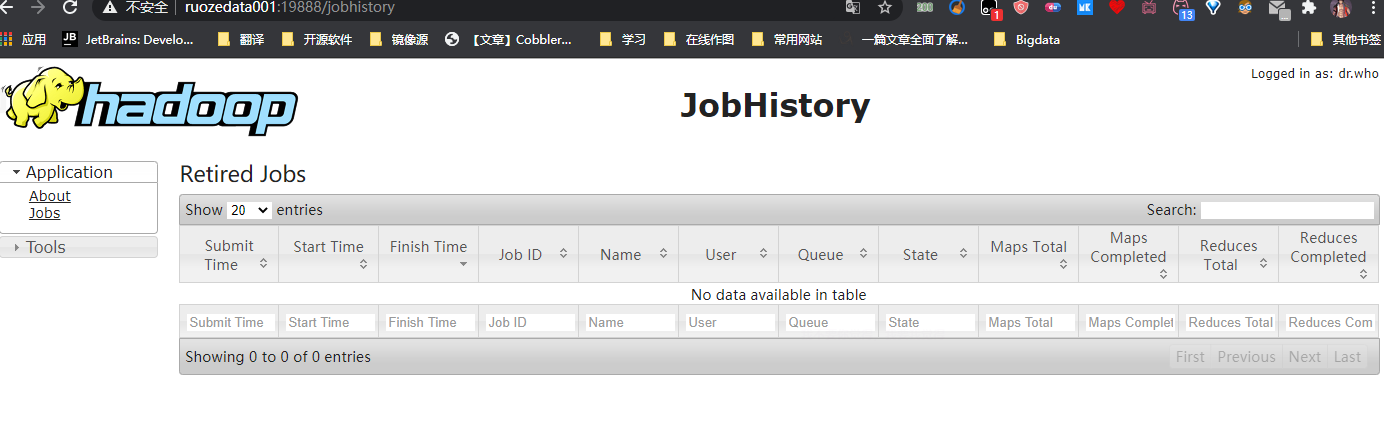 不安全 ruozedata001:19888/jobhistory
1
13
应用 JetBrains: Develo... 翻译 开源软件 镜像源 【文章】Cobbler... 学习 在线作图 常用网站 一篇文章全面了解... Bigdata 其他书签
Logged in as: dr.who
hadoop
JobHistory
Application
About
Jobs
Tools
Retired Jobs
Show 20 entries Search:
Submit Time Start Time Finish Time Job ID Name User Queue State Maps Total Maps Completed Reduces Total Reduces Completed
No data available in table
Submit Time Start Time Finish Time Job ID Name User Queue State Maps Total Maps Complet Reduces Total Reduces Com
Showing 0 to 0 of 0 entries First Previous Next Last